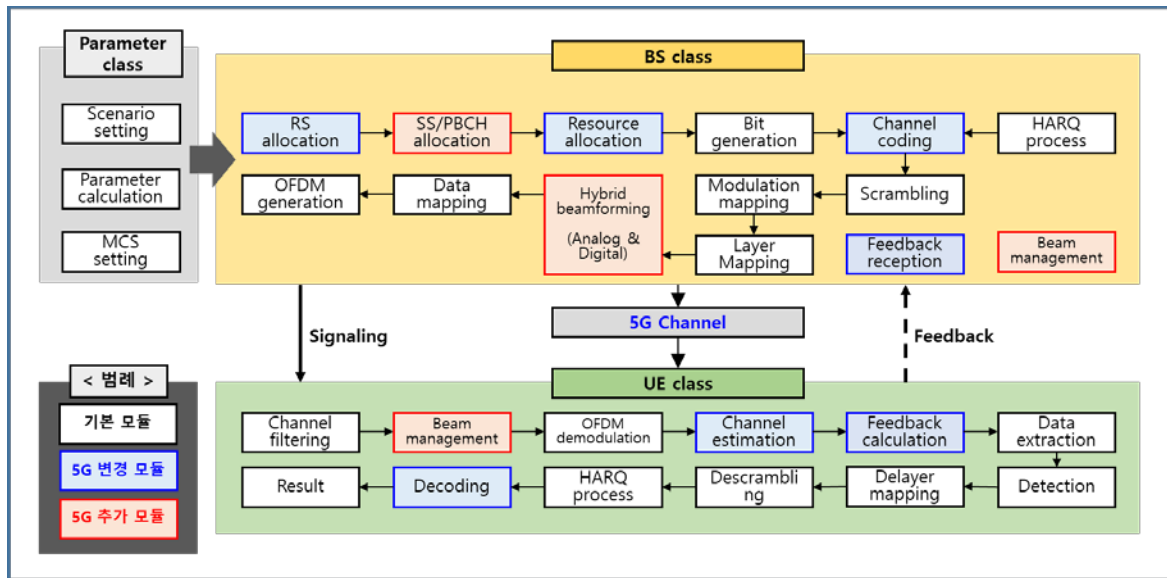 Parameter
class
Scenario
setting
Parameter
calculation
MCS
setting
BS class
RS
allocation
SS/PBCH
allocation
Resource
allocation
Bit
generation
Channel
coding
HARQ
process
OFDM
generation
Data
mapping
Hybrid
beamforming
(Analog &
Digital)
Modulation
mapping
Scrambling
Layer
Mapping
Feedback
reception
Beam
management
Signaling
5G Channel
Feedback
< 범례 >
기본 모듈
5G 변경 모듈
5G 추가 모듈
UE class
Channel
filtering
Beam
management
OFDM
demodulation
Channel
estimation
Feedback
calculation
Data
extraction
Result
Decoding
HARQ
process
Descrambli
ng
Delayer
mapping
Detection